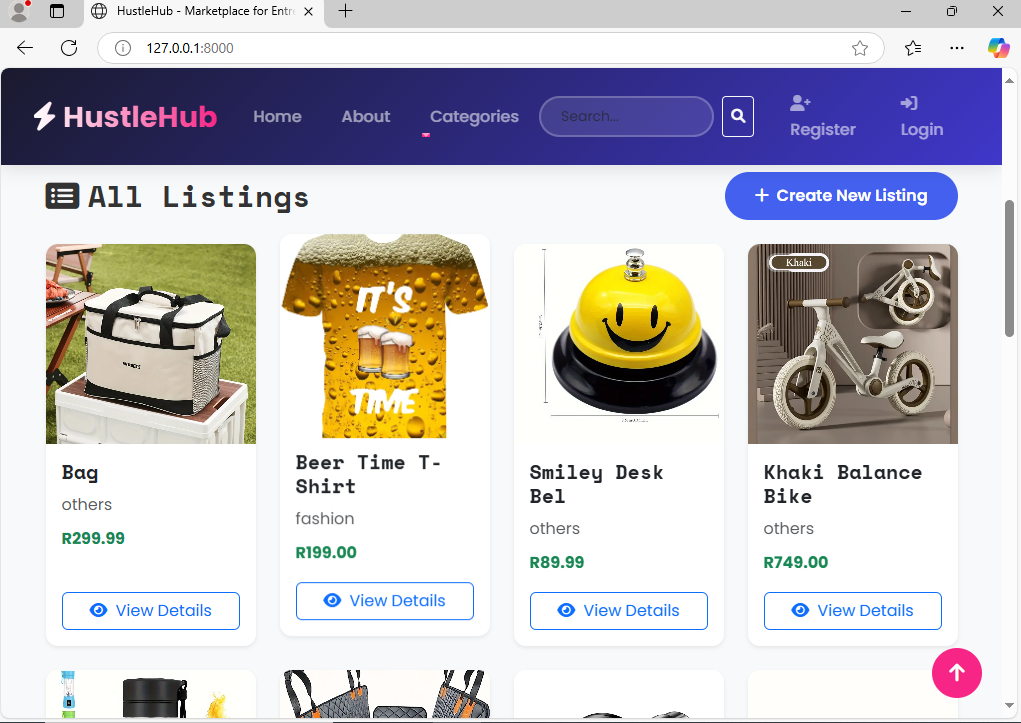 HustleHub - Marketplace for Entre
127.0.0.1:8000
HustleHub
Home
About
Categories
Search...
Register
Login
All Listings
+ Create New Listing
IT'S
TIME
Khaki
Bag
others
R299.99
View Details
Beer Time T-
Shirt
fashion
R199.00
View Details
Smiley Desk
Bel
others
R89.99
View Details
Khaki Balance
Bike
others
R749.00
View Details